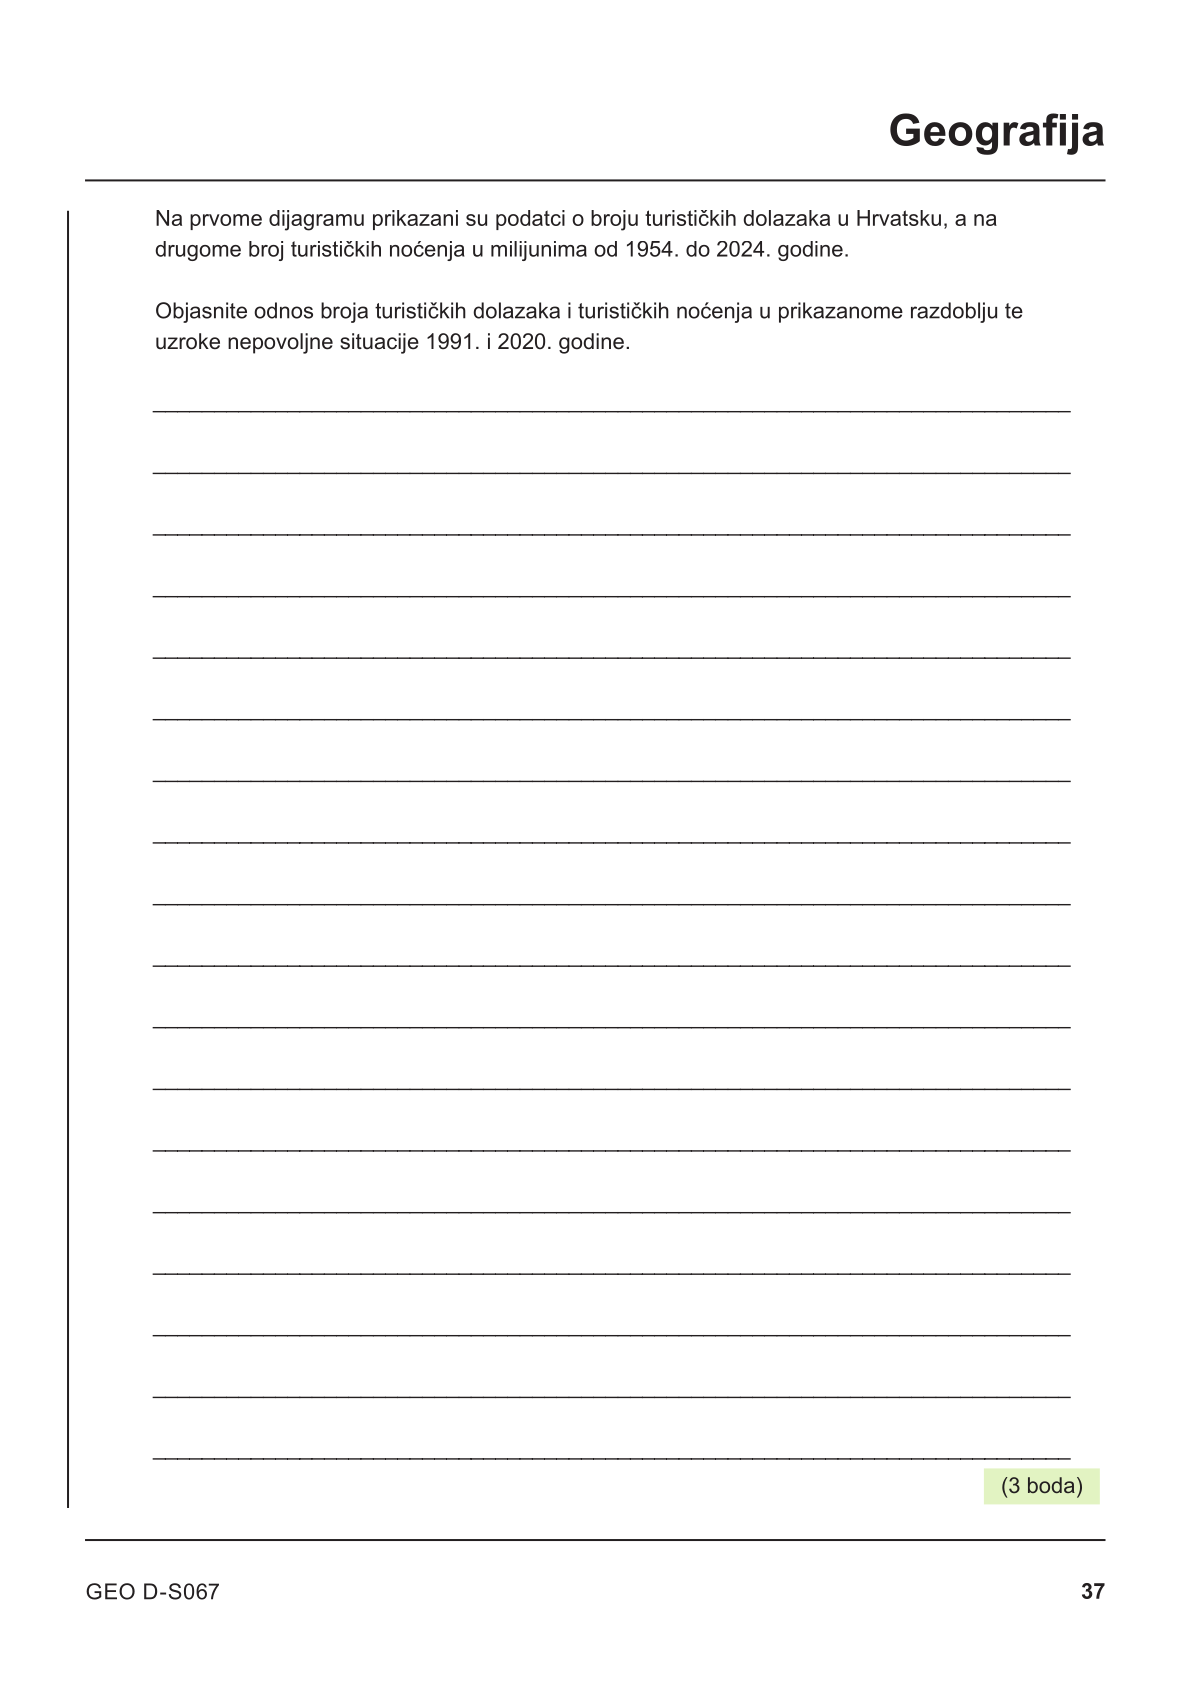 Geografija
Na prvome dijagramu prikazani su podatci o broju turističkih dolazaka u Hrvatsku, a na
drugome broj turističkih noćenja u milijunima od 1954. do 2024. godine.
Objasnite odnos broja turističkih dolazaka i turističkih noćenja u prikazanome razdoblju te
uzroke nepovoljne situacije 1991. i 2020. godine.
(3 boda)
GEO D-S067
37